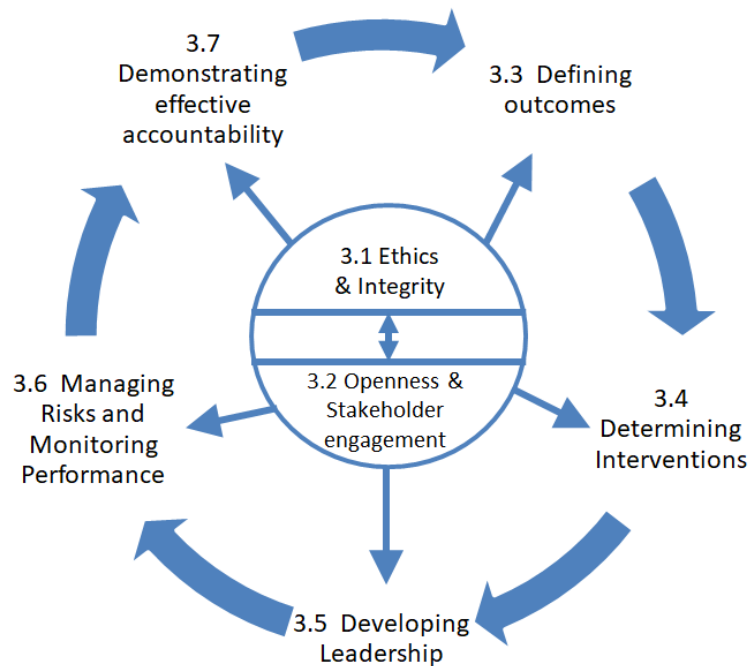 3.7
Demonstrating
effective
accountability
3.3 Defining
outcomes
3.1 Ethics
& Integrity
3.2 Openness &
Stakeholder
engagement
3.4
Determining
Interventions
3.6 Managing
Risks and
Monitoring
Performance
3.5 Developing
Leadership